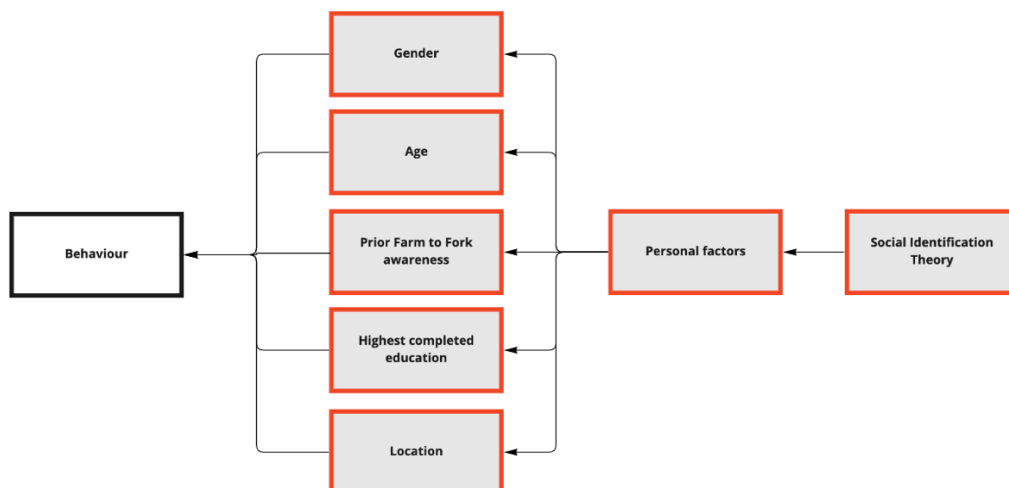 Gender
Age
Behaviour
Prior Farm to Fork
awareness
Personal factors
Social Identification
Theory
Highest completed
education
Location